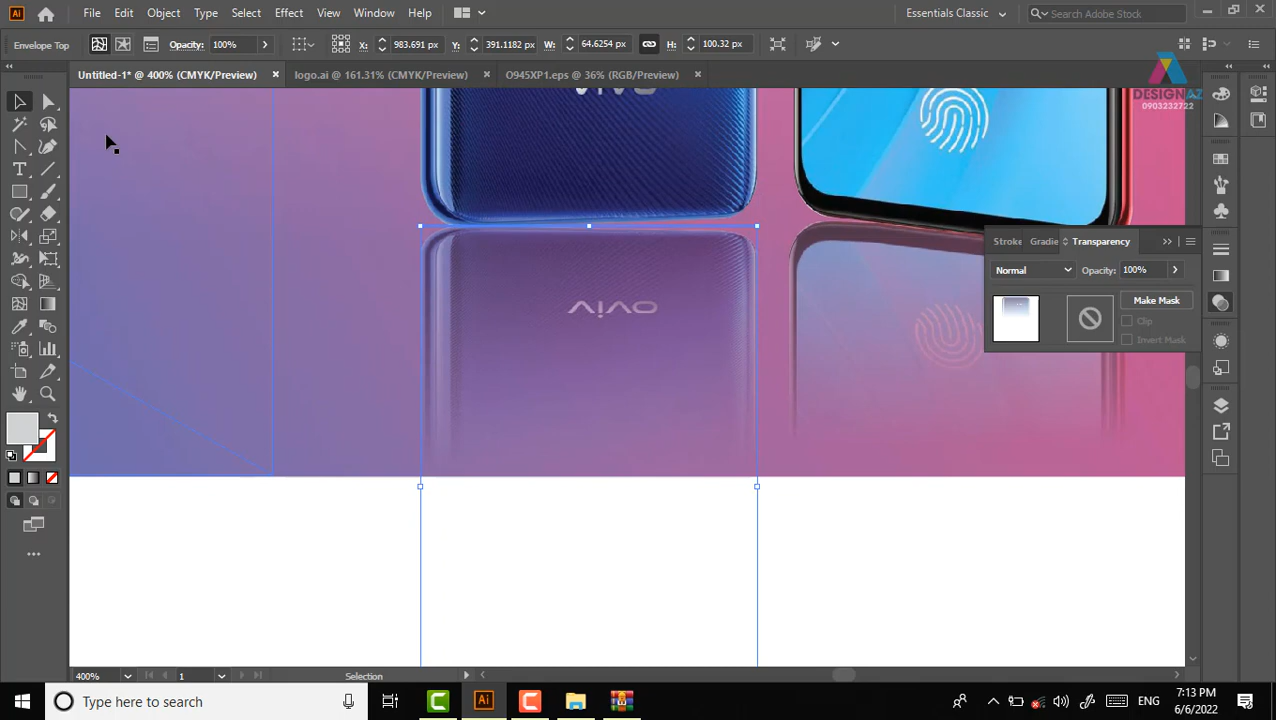 Ai File Edit Object Type Select Effect View Window Help Essentials Classic Search Adobe Stock
Envelope Top Opacity: 100% X: 983.691 px Y: 391.1182 px W: 64.6254 px H: 100.32 px
Untitled-1* @ 400% (CMYK/Preview) × logo.ai @ 161.31% (CMYK/Preview) × O945XP1.eps @ 36% (RGB/Preview) ×
DESIGNAZ
0903232722
vivo
Stroke Gradie Transparency
Normal Opacity: 100%
vivo
Make Mask
Clip
Invert Mask
400% 1 Selection
Type here to search
Ai
ENG
7:13 PM
6/6/2022